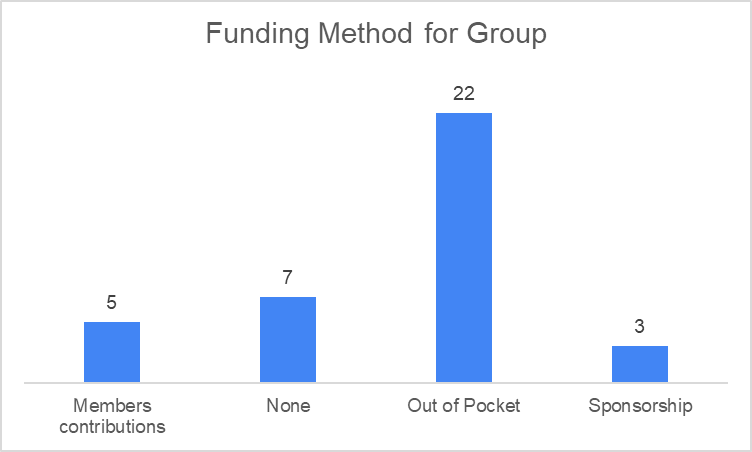 Funding Method for Group
22
7
5
3
Members
contributions
None
Out of Pocket
Sponsorship